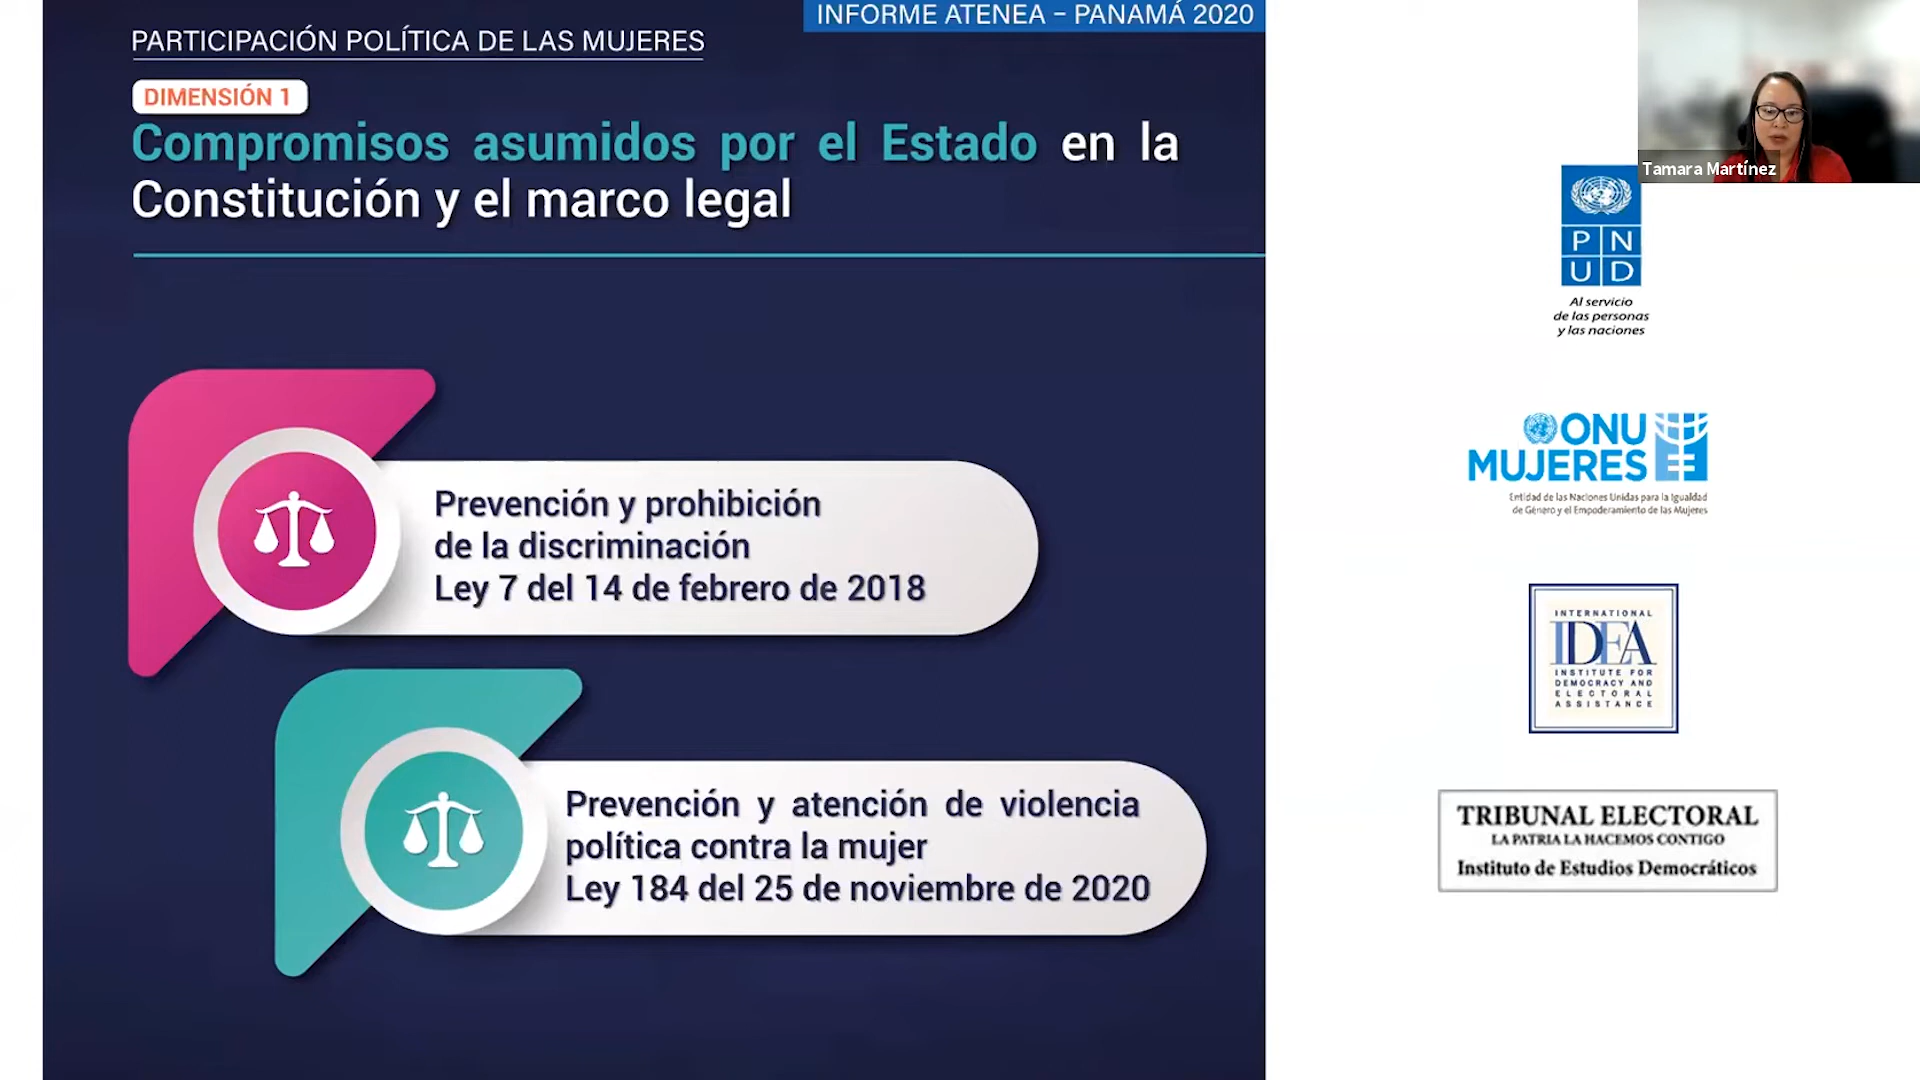 INFORME ATENEA – PANAMÁ 2020
PARTICIPACIÓN POLÍTICA DE LAS MUJERES
DIMENSIÓN 1
Compromisos asumidos por el Estado en la
Constitución y el marco legal
Prevención y prohibición
de la discriminación
Ley 7 del 14 de febrero de 2018
Prevención y atención de violencia
política contra la mujer
Ley 184 del 25 de noviembre de 2020
Tamara Martínez
P N
U D
Al servicio
de las personas
y las naciones
ONU
MUJERES
Entidad de las Naciones Unidas para la Igualdad
de Género y el Empoderamiento de las Mujeres
INTERNATIONAL
IDEA
INSTITUTE FOR
DEMOCRACY AND
ELECTORAL
ASSISTANCE
TRIBUNAL ELECTORAL
LA PATRIA LA HACEMOS CONTIGO
Instituto de Estudios Democráticos